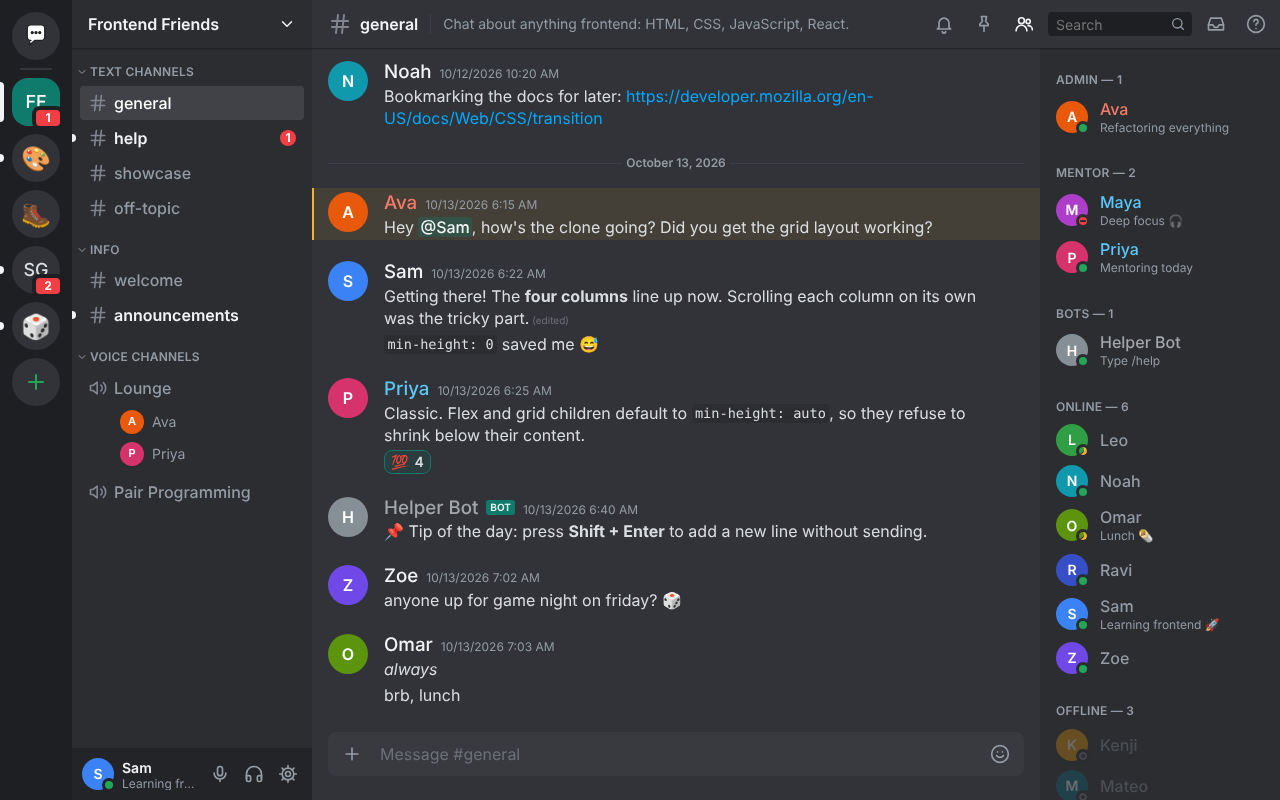 FF
1
SG
2
Frontend Friends
TEXT CHANNELS
general
help
1
showcase
off-topic
INFO
welcome
announcements
VOICE CHANNELS
Lounge
A Ava
P Priya
Pair Programming
S
Sam
Learning fr...
general
Chat about anything frontend: HTML, CSS, JavaScript, React.
Search
N
Noah 10/12/2026 10:20 AM
Bookmarking the docs for later: https://developer.mozilla.org/en-
US/docs/Web/CSS/transition
October 13, 2026
A
Ava 10/13/2026 6:15 AM
Hey @Sam, how's the clone going? Did you get the grid layout working?
S
Sam 10/13/2026 6:22 AM
Getting there! The four columns line up now. Scrolling each column on its own
was the tricky part. (edited)
min-height: 0 saved me 😅
P
Priya 10/13/2026 6:25 AM
Classic. Flex and grid children default to min-height: auto, so they refuse to
shrink below their content.
💯 4
H
Helper Bot BOT 10/13/2026 6:40 AM
📌 Tip of the day: press Shift + Enter to add a new line without sending.
Z
Zoe 10/13/2026 7:02 AM
anyone up for game night on friday? 🎲
O
Omar 10/13/2026 7:03 AM
always
brb, lunch
Message #general
ADMIN — 1
A
Ava
Refactoring everything
MENTOR — 2
M
Maya
Deep focus 🎧
P
Priya
Mentoring today
BOTS — 1
H
Helper Bot
Type /help
ONLINE — 6
L Leo
N Noah
O
Omar
Lunch 🌯
R Ravi
S
Sam
Learning frontend 🚀
Z Zoe
OFFLINE — 3
K Kenji
M Mateo